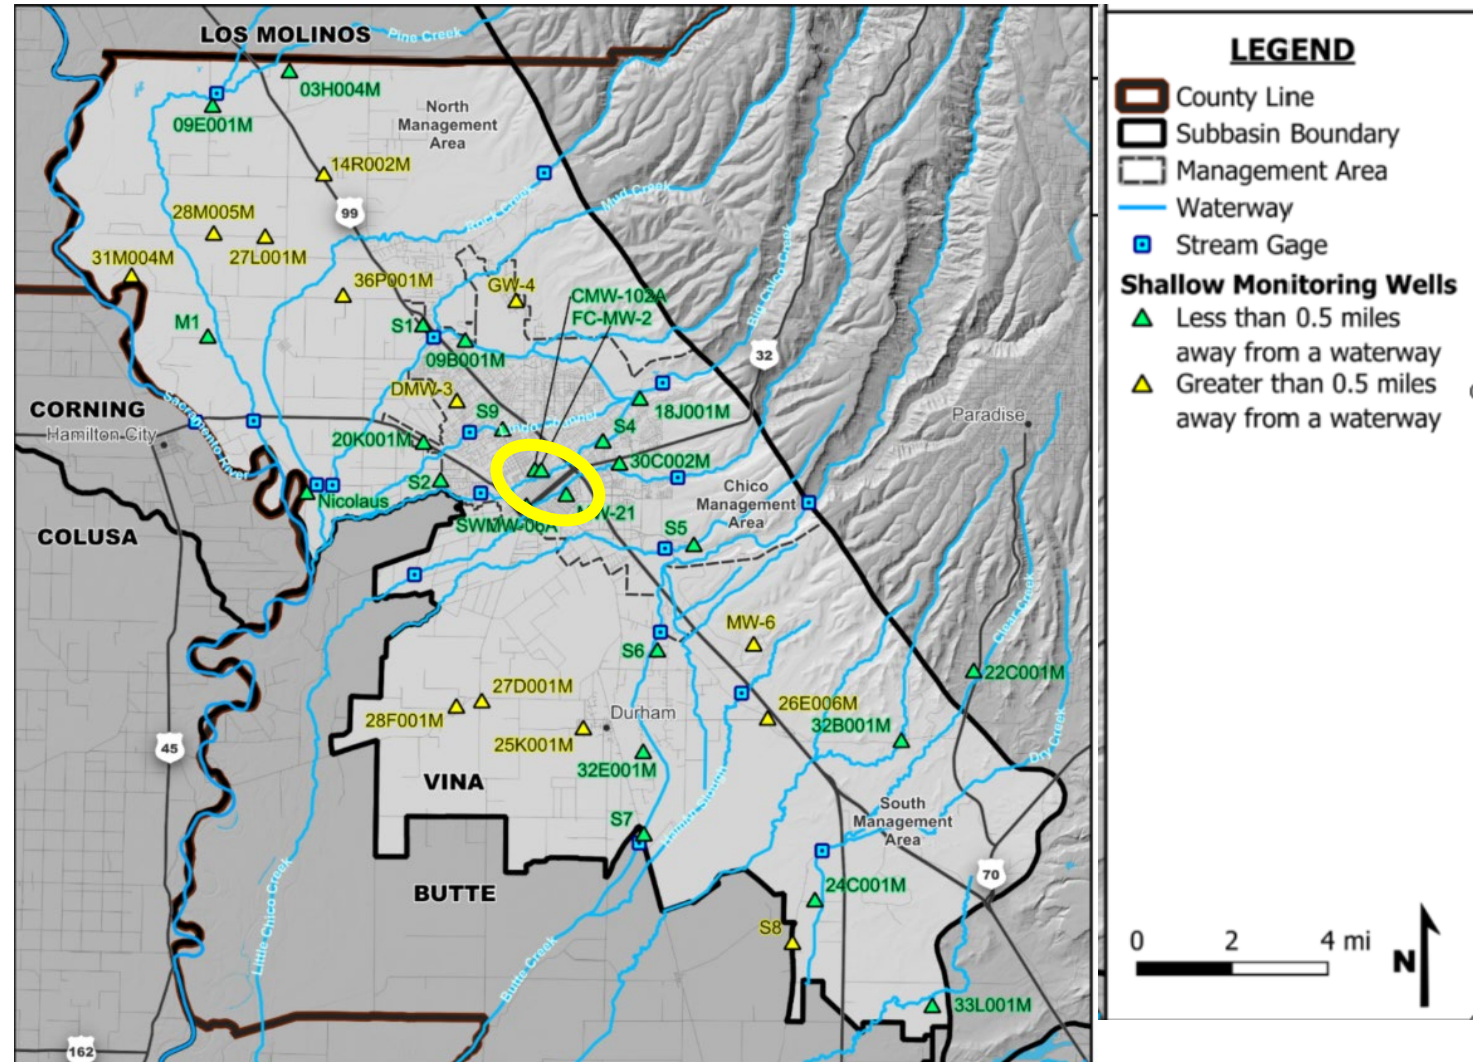 LOS MOLINOS
Pine Creek
03H004M
09E001M
North
Management
Area
14R002M
99
Rock Creek
Mud Creek
28M005M
27L001M
31M004M
36P001M
GW-4
CMW-102A
FC-MW-2
Big Chico Creek
M1
S1
09B001M
32
DMW-3
CORNING
Hamilton City
Sacramento River
S9
Channel
18J001M
Paradise
20K001M
S4
30C002M
S2
Nicolaus
Chico
Management
Area
SWMW-06A
MW-21
COLUSA
S5
Clear Creek
MW-6
S6
22C001M
27D001M
28F001M
Durham
26E006M
32B001M
25K001M
32E001M
Dry Creek
45
VINA
Hamlin Slough
South
Management
Area
S7
BUTTE
70
24C001M
Little Chico Creek
S8
Butte Creek
33L001M
162
LEGEND
County Line
Subbasin Boundary
Management Area
Waterway
Stream Gage
Shallow Monitoring Wells
Less than 0.5 miles
away from a waterway
Greater than 0.5 miles
away from a waterway
0 2 4 mi
N